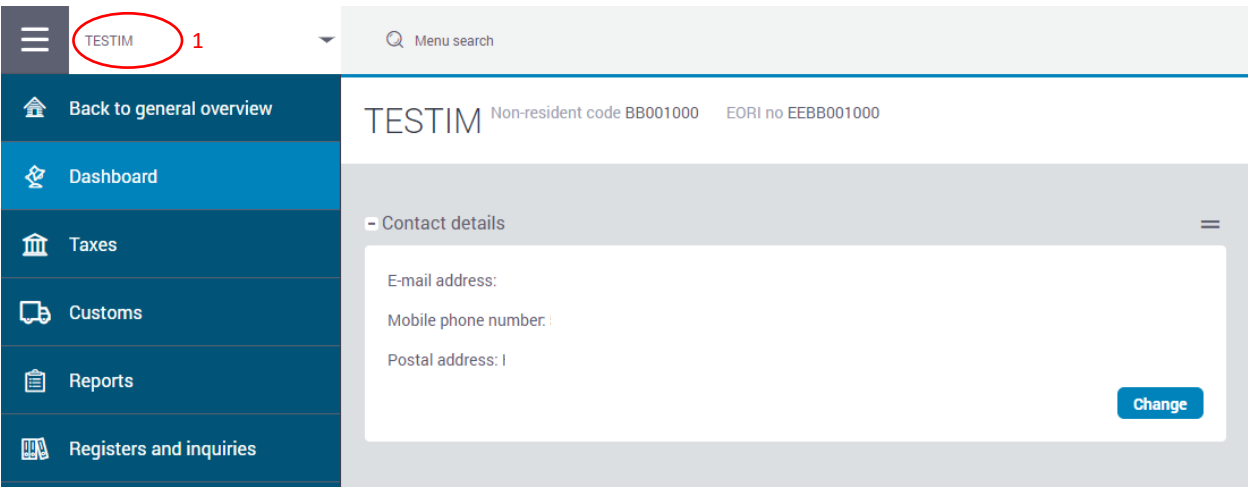 TESTIM 1
Menu search
Back to general overview
Dashboard
Taxes
Customs
Reports
Registers and inquiries
TESTIM Non-resident code BB001000 EORI no EEBB001000
Contact details
E-mail address:
Mobile phone number:
Postal address:
Change